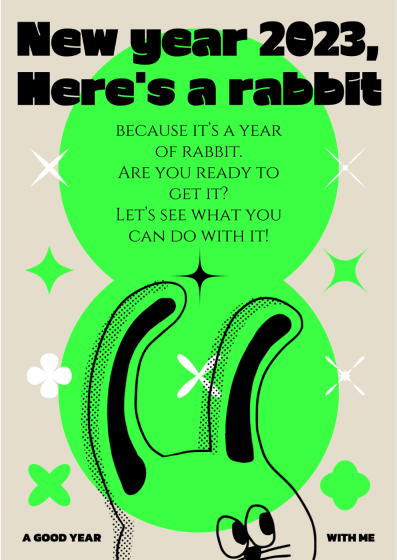 New year 2023,
Here's a rabbit
BECAUSE IT'S A YEAR
OF RABBIT.
ARE YOU READY TO
GET IT?
LET'S SEE WHAT YOU
CAN DO WITH IT!
A GOOD YEAR
WITH ME